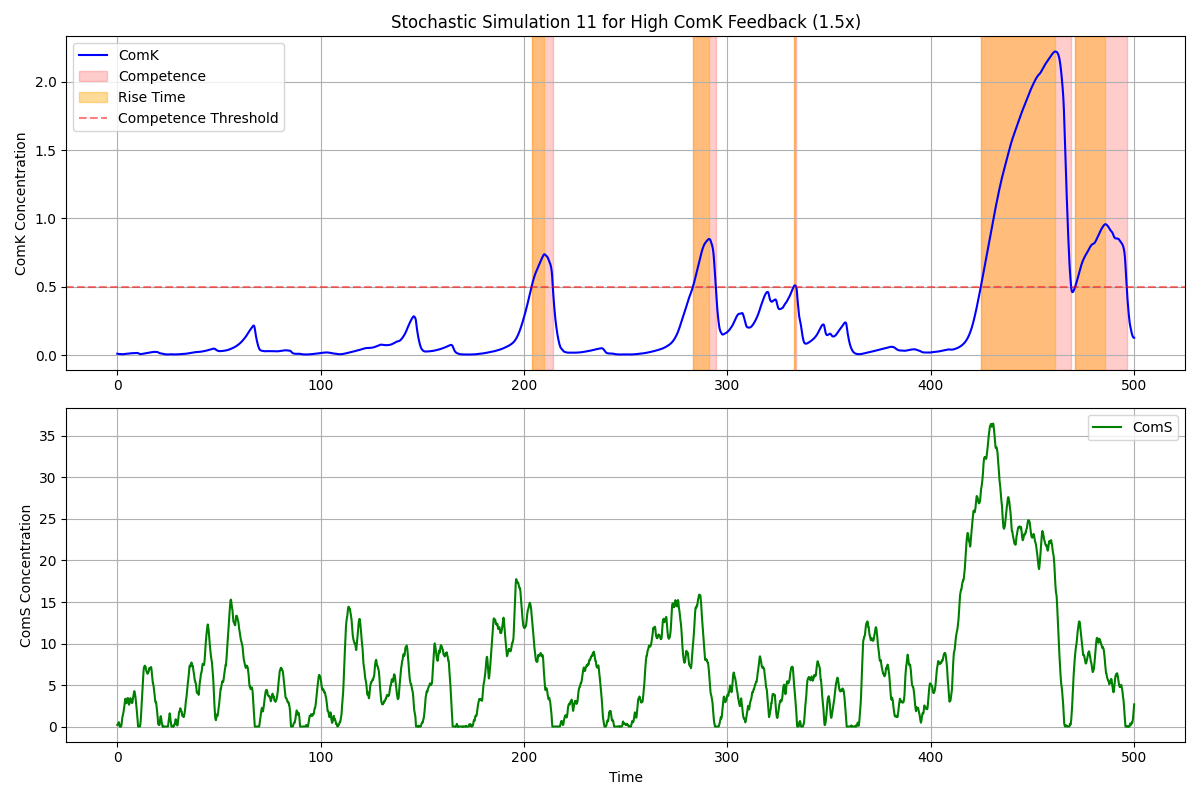 Stochastic Simulation 11 for High ComK Feedback (1.5x)
ComK
Competence
Rise Time
Competence Threshold
ComK Concentration
2.0
1.5
1.0
0.5
0.0
0 100 200 300 400 500
ComS
ComS Concentration
35
30
25
20
15
10
5
0
0 100 200 300 400 500
Time